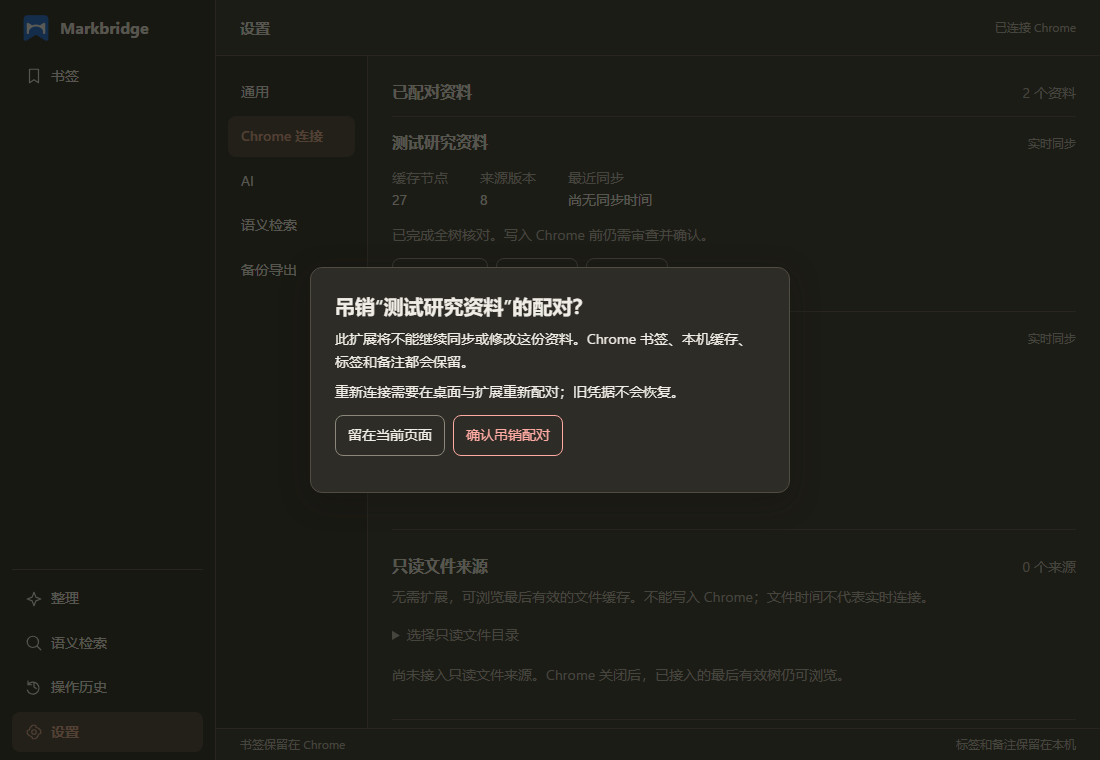 Markbridge
书签
整理
语义检索
操作历史
设置
设置
已连接 Chrome
通用
Chrome 连接
AI
语义检索
备份导出
已配对资料
2 个资料
测试研究资料
实时同步
缓存节点
来源版本
最近同步
27
8
尚无同步时间
已完成全树核对。写入 Chrome 前仍需审查并确认。
吊销“测试研究资料”的配对?
此扩展将不能继续同步或修改这份资料。Chrome 书签、本机缓存、
标签和备注都会保留。
重新连接需要在桌面与扩展重新配对；旧凭据不会恢复。
留在当前页面
确认吊销配对
实时同步
只读文件来源
0 个来源
无需扩展，可浏览最后有效的文件缓存。不能写入 Chrome；文件时间不代表实时连接。
选择只读文件目录
尚未接入只读文件来源。Chrome 关闭后，已接入的最后有效树仍可浏览。
书签保留在 Chrome
标签和备注保留在本机